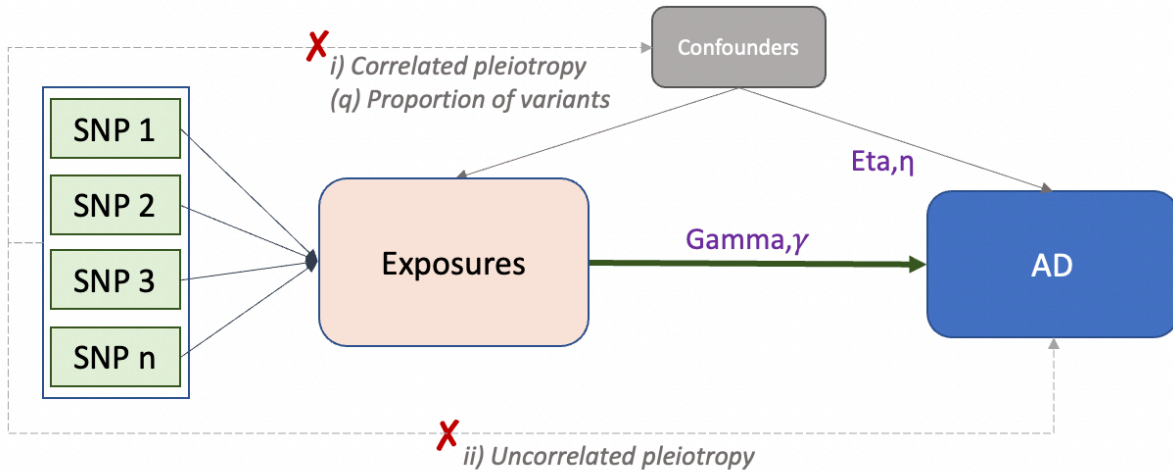 Confounders
i) Correlated pleiotropy
(q) Proportion of variants
SNP 1
SNP 2
SNP 3
SNP n
Exposures
Eta,η
Gamma,γ
AD
ii) Uncorrelated pleiotropy